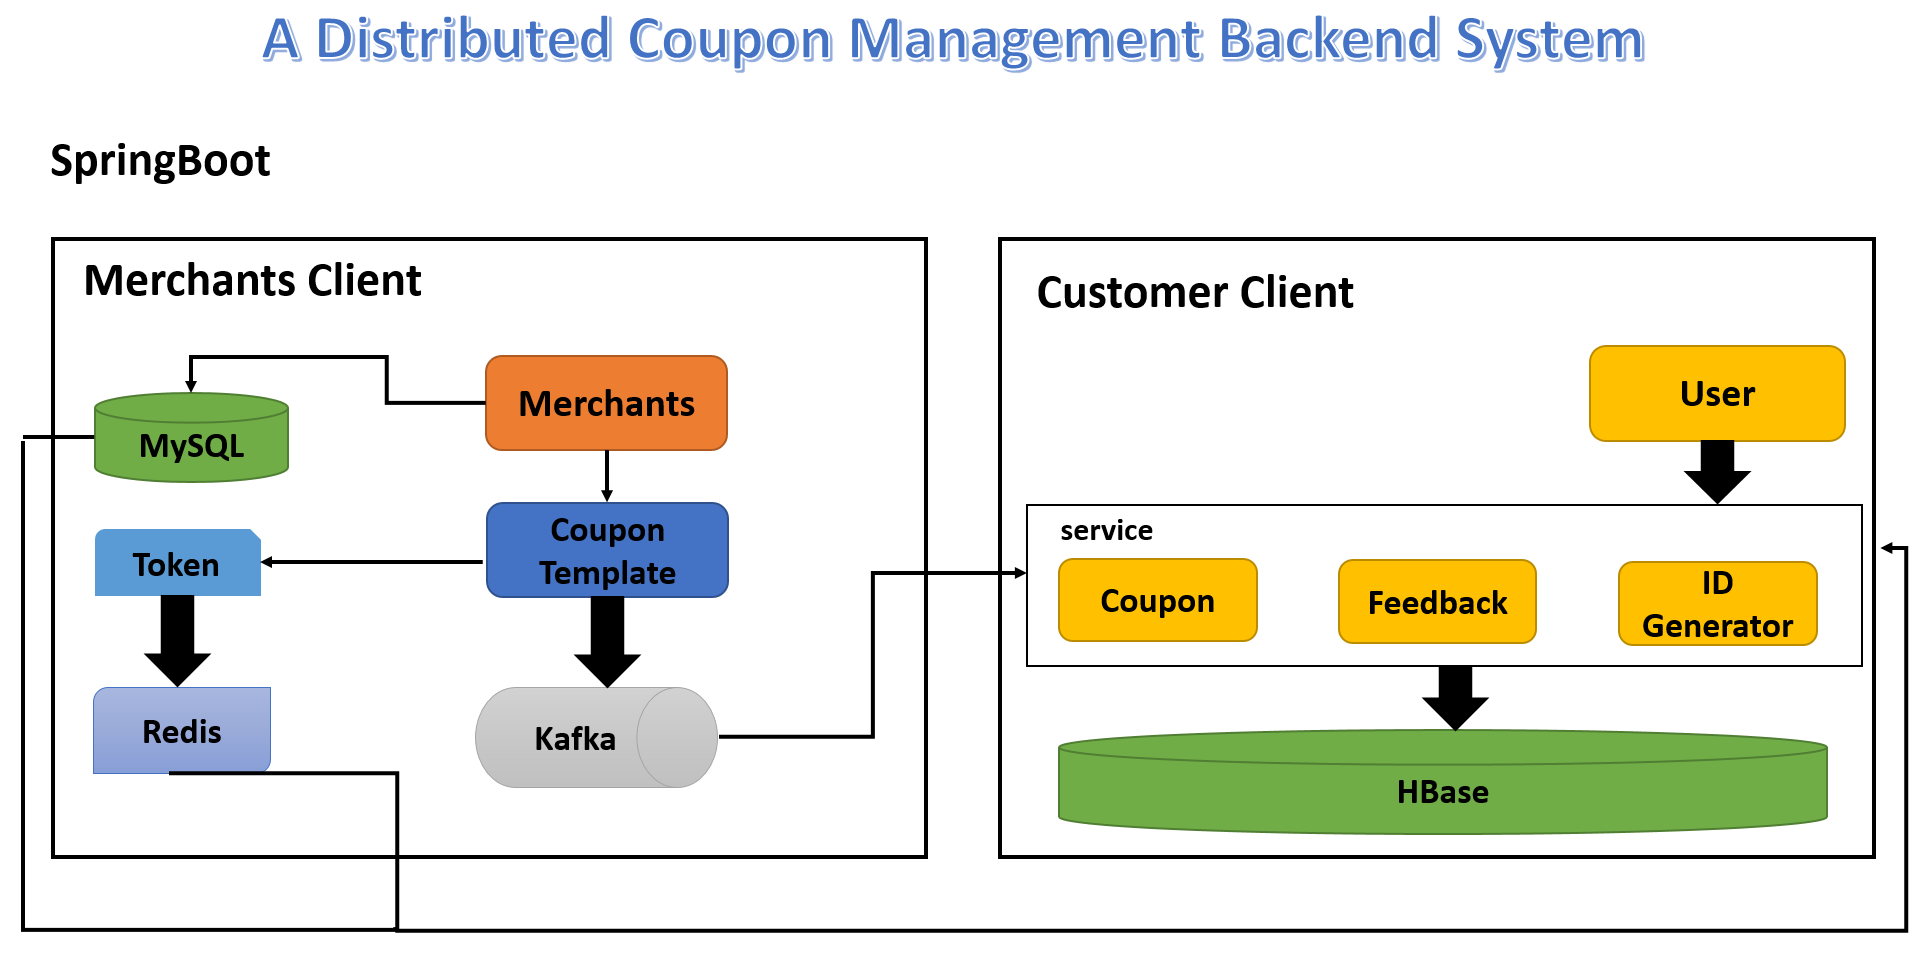 A Distributed Coupon Management Backend System
SpringBoot
Merchants Client
Merchants
MySQL
Coupon
Template
Token
Redis
Kafka
Customer Client
User
service
Coupon
Feedback
ID
Generator
HBase